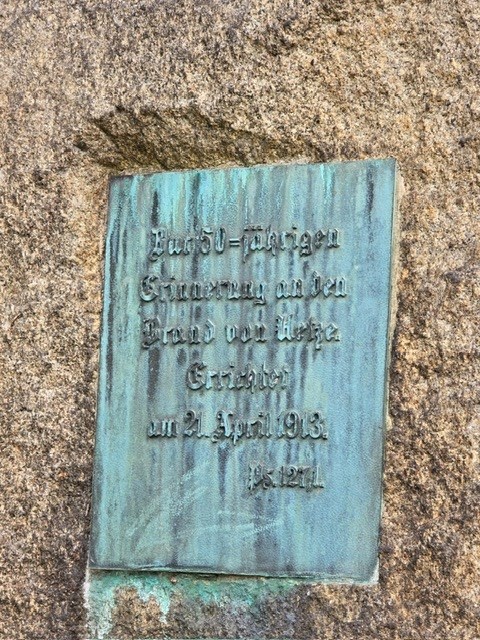 Zur 50=jährigen
Erinnerung an den
Brand von Uetze.
Errichtet
am 21. April 1913.
Ps. 127,1.